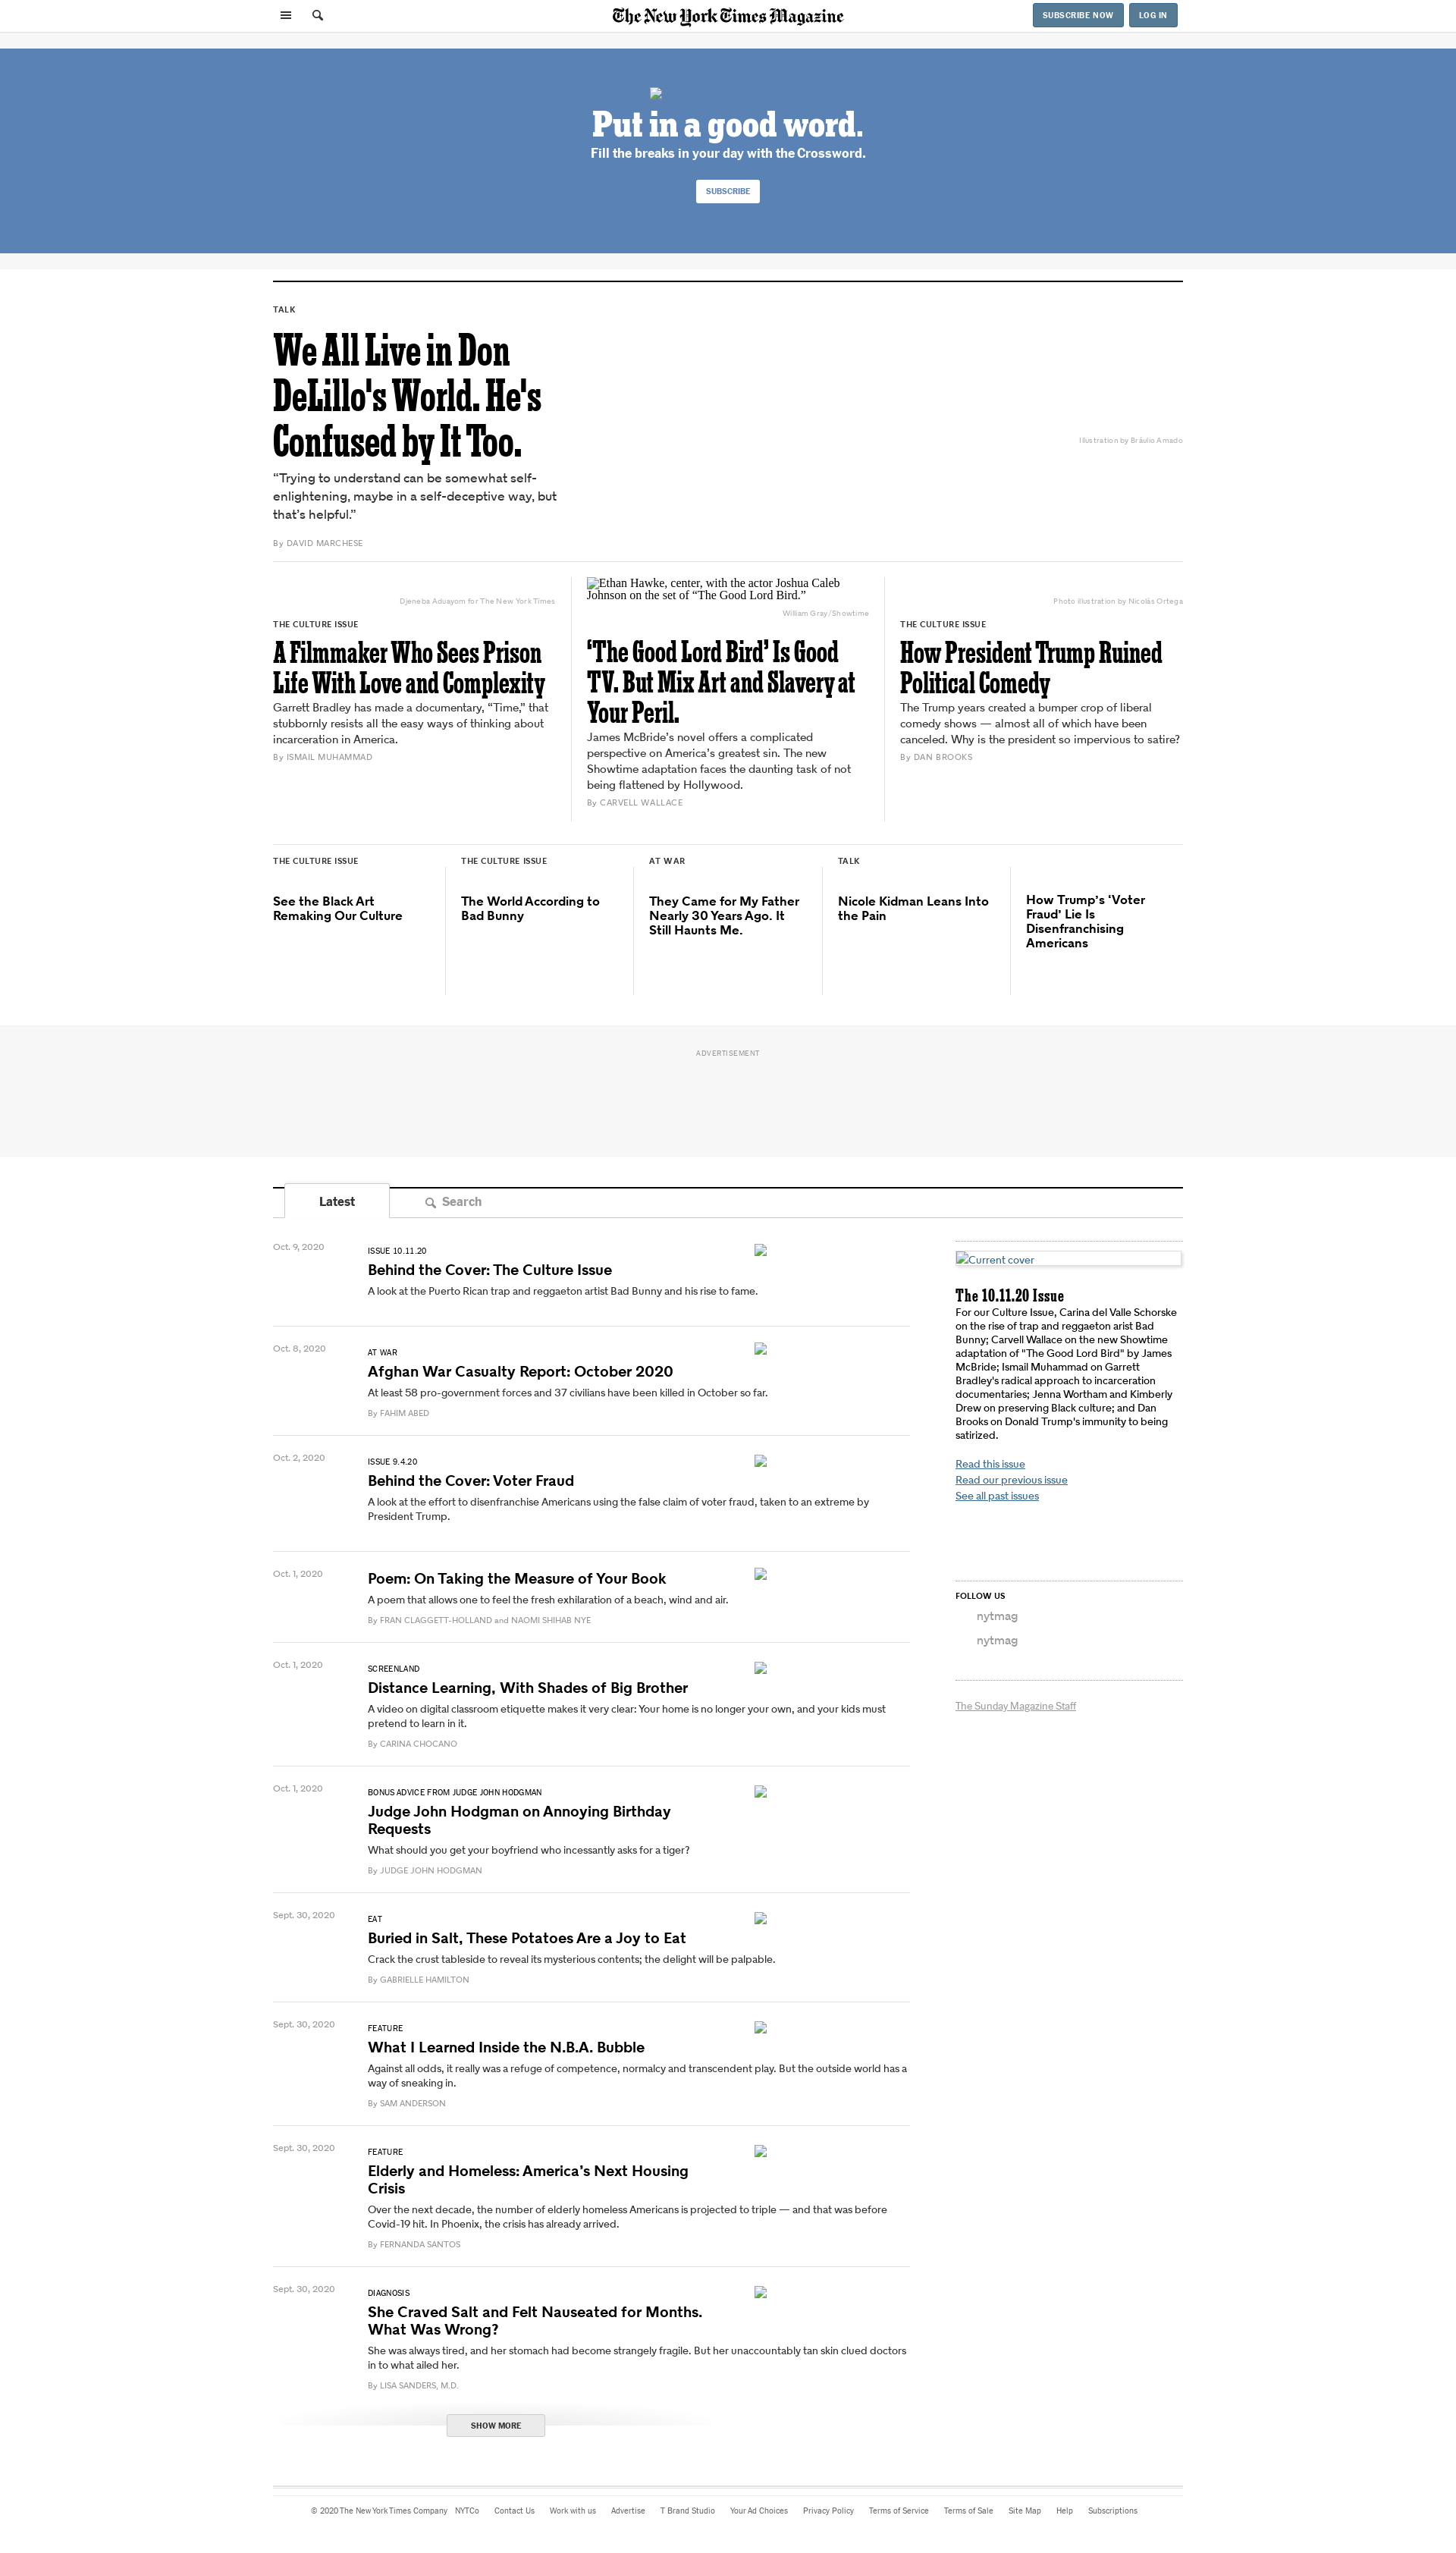 The New York Times Magazine
SUBSCRIBE NOW
LOG IN
Put in a good word.
Fill the breaks in your day with the Crossword.
SUBSCRIBE
TALK
We All Live in Don
DeLillo's World. He's
Confused by It Too.
“Trying to understand can be somewhat self-
enlightening, maybe in a self-deceptive way, but
that’s helpful.”
By DAVID MARCHESE
Illustration by Bráulio Amado
Djeneba Aduayom for The New York Times
THE CULTURE ISSUE
A Filmmaker Who Sees Prison
Life With Love and Complexity
Garrett Bradley has made a documentary, “Time,” that
stubbornly resists all the easy ways of thinking about
incarceration in America.
By ISMAIL MUHAMMAD
Ethan Hawke, center, with the actor Joshua Caleb
Johnson on the set of “The Good Lord Bird.”
William Gray/Showtime
‘The Good Lord Bird’ Is Good
TV. But Mix Art and Slavery at
Your Peril.
James McBride’s novel offers a complicated
perspective on America’s greatest sin. The new
Showtime adaptation faces the daunting task of not
being flattened by Hollywood.
By CARVELL WALLACE
Photo illustration by Nicolás Ortega
THE CULTURE ISSUE
How President Trump Ruined
Political Comedy
The Trump years created a bumper crop of liberal
comedy shows — almost all of which have been
canceled. Why is the president so impervious to satire?
By DAN BROOKS
THE CULTURE ISSUE
See the Black Art
Remaking Our Culture
THE CULTURE ISSUE
The World According to
Bad Bunny
AT WAR
They Came for My Father
Nearly 30 Years Ago. It
Still Haunts Me.
TALK
Nicole Kidman Leans Into
the Pain
How Trump’s ‘Voter
Fraud’ Lie Is
Disenfranchising
Americans
ADVERTISEMENT
Latest
Search
Oct. 9, 2020
ISSUE 10.11.20
Behind the Cover: The Culture Issue
A look at the Puerto Rican trap and reggaeton artist Bad Bunny and his rise to fame.
Oct. 8, 2020
AT WAR
Afghan War Casualty Report: October 2020
At least 58 pro-government forces and 37 civilians have been killed in October so far.
By FAHIM ABED
Oct. 2, 2020
ISSUE 9.4.20
Behind the Cover: Voter Fraud
A look at the effort to disenfranchise Americans using the false claim of voter fraud, taken to an extreme by
President Trump.
Oct. 1, 2020
Poem: On Taking the Measure of Your Book
A poem that allows one to feel the fresh exhilaration of a beach, wind and air.
By FRAN CLAGGETT-HOLLAND and NAOMI SHIHAB NYE
Oct. 1, 2020
SCREENLAND
Distance Learning, With Shades of Big Brother
A video on digital classroom etiquette makes it very clear: Your home is no longer your own, and your kids must
pretend to learn in it.
By CARINA CHOCANO
Oct. 1, 2020
BONUS ADVICE FROM JUDGE JOHN HODGMAN
Judge John Hodgman on Annoying Birthday
Requests
What should you get your boyfriend who incessantly asks for a tiger?
By JUDGE JOHN HODGMAN
Sept. 30, 2020
EAT
Buried in Salt, These Potatoes Are a Joy to Eat
Crack the crust tableside to reveal its mysterious contents; the delight will be palpable.
By GABRIELLE HAMILTON
Sept. 30, 2020
FEATURE
What I Learned Inside the N.B.A. Bubble
Against all odds, it really was a refuge of competence, normalcy and transcendent play. But the outside world has a
way of sneaking in.
By SAM ANDERSON
Sept. 30, 2020
FEATURE
Elderly and Homeless: America’s Next Housing
Crisis
Over the next decade, the number of elderly homeless Americans is projected to triple — and that was before
Covid-19 hit. In Phoenix, the crisis has already arrived.
By FERNANDA SANTOS
Sept. 30, 2020
DIAGNOSIS
She Craved Salt and Felt Nauseated for Months.
What Was Wrong?
She was always tired, and her stomach had become strangely fragile. But her unaccountably tan skin clued doctors
in to what ailed her.
By LISA SANDERS, M.D.
SHOW MORE
Current cover
The 10.11.20 Issue
For our Culture Issue, Carina del Valle Schorske
on the rise of trap and reggaeton arist Bad
Bunny; Carvell Wallace on the new Showtime
adaptation of "The Good Lord Bird" by James
McBride; Ismail Muhammad on Garrett
Bradley's radical approach to incarceration
documentaries; Jenna Wortham and Kimberly
Drew on preserving Black culture; and Dan
Brooks on Donald Trump's immunity to being
satirized.
Read this issue
Read our previous issue
See all past issues
FOLLOW US
nytmag
nytmag
The Sunday Magazine Staff
© 2020 The New York Times Company NYTCo Contact Us Work with us Advertise T Brand Studio Your Ad Choices Privacy Policy Terms of Service Terms of Sale Site Map Help Subscriptions